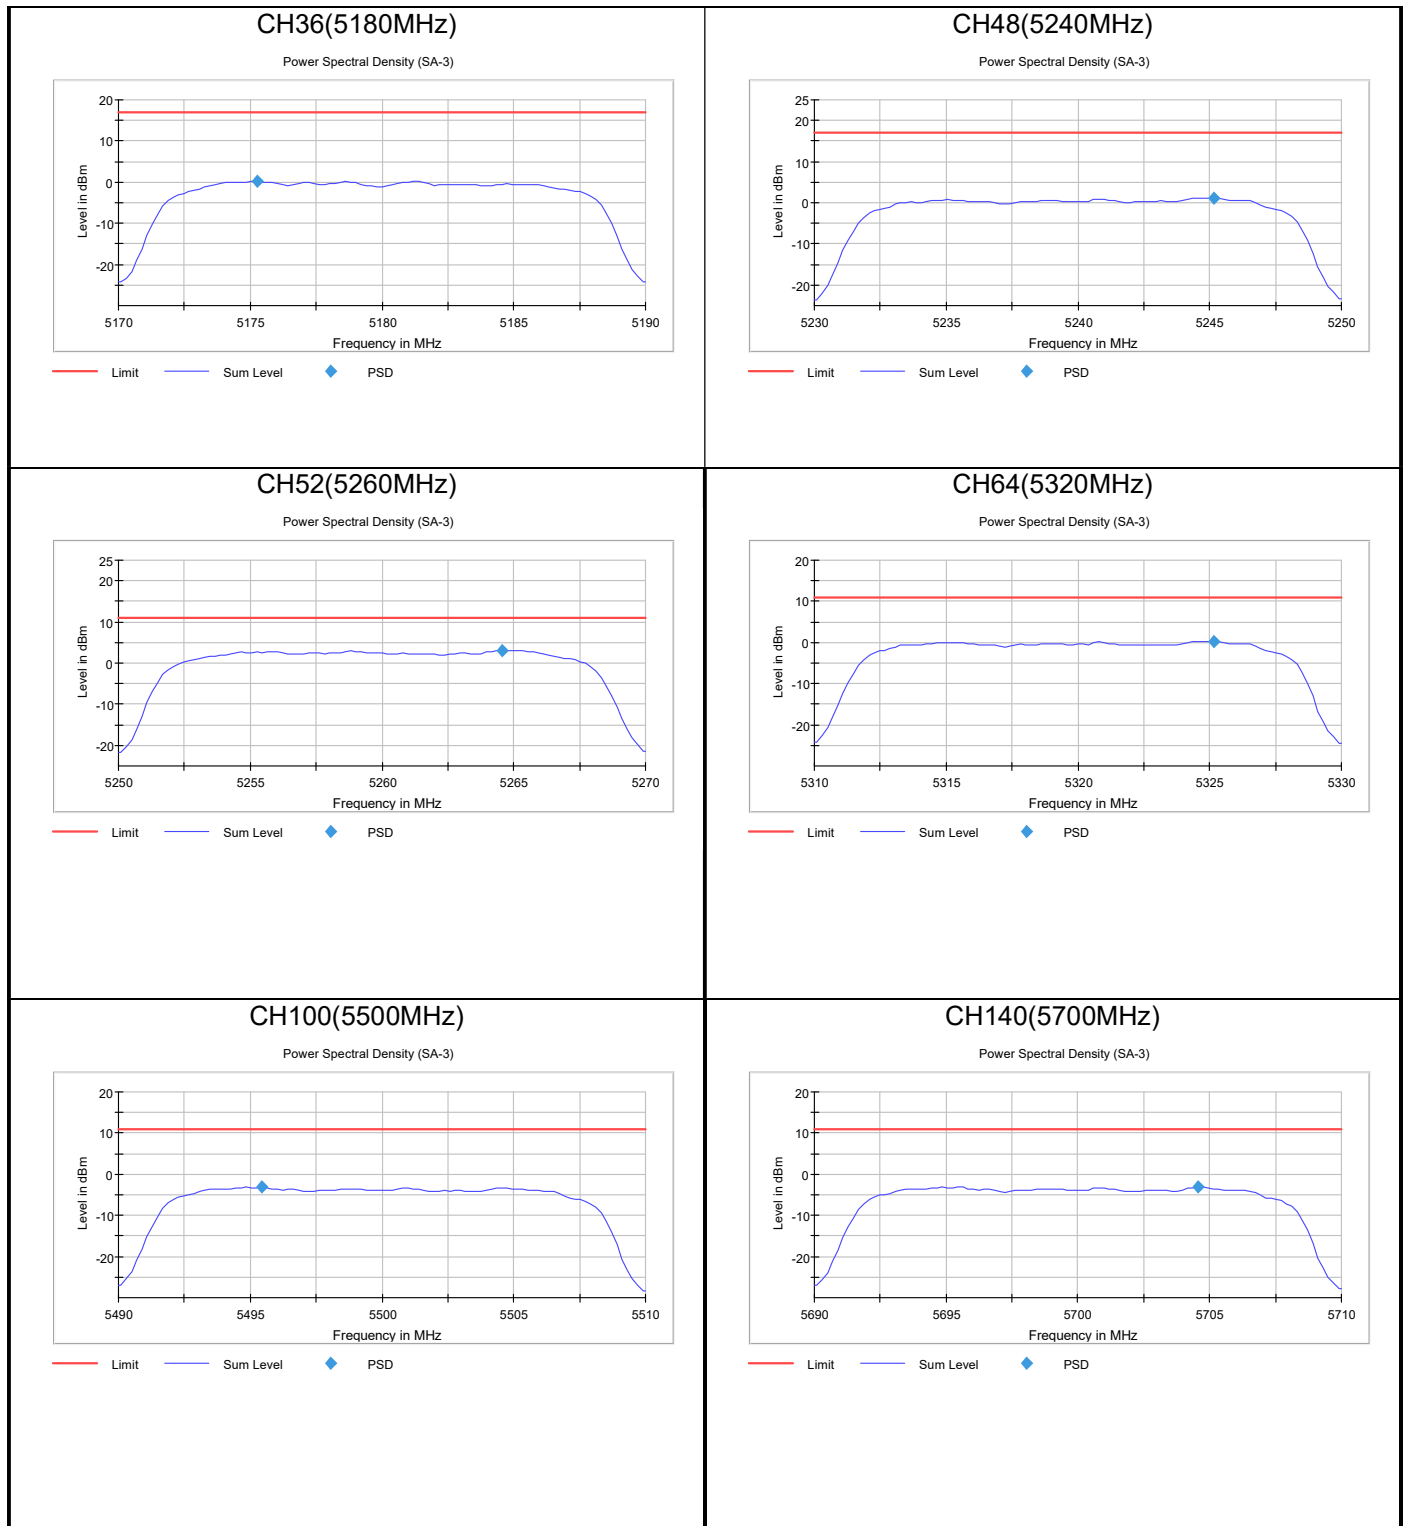 CH36(5180MHz)
Power Spectral Density (SA-3)
Level in dBm
20
10
0
-10
-20
5170 5175 5180 5185 5190
Frequency in MHz
Limit Sum Level PSD
CH48(5240MHz)
Power Spectral Density (SA-3)
Level in dBm
25
20
10
0
-10
-20
5230 5235 5240 5245 5250
Frequency in MHz
Limit Sum Level PSD
CH52(5260MHz)
Power Spectral Density (SA-3)
Level in dBm
25
20
10
0
-10
-20
5250 5255 5260 5265 5270
Frequency in MHz
Limit Sum Level PSD
CH64(5320MHz)
Power Spectral Density (SA-3)
Level in dBm
20
10
0
-10
-20
5310 5315 5320 5325 5330
Frequency in MHz
Limit Sum Level PSD
CH100(5500MHz)
Power Spectral Density (SA-3)
Level in dBm
20
10
0
-10
-20
5490 5495 5500 5505 5510
Frequency in MHz
Limit Sum Level PSD
CH140(5700MHz)
Power Spectral Density (SA-3)
Level in dBm
20
10
0
-10
-20
5690 5695 5700 5705 5710
Frequency in MHz
Limit Sum Level PSD